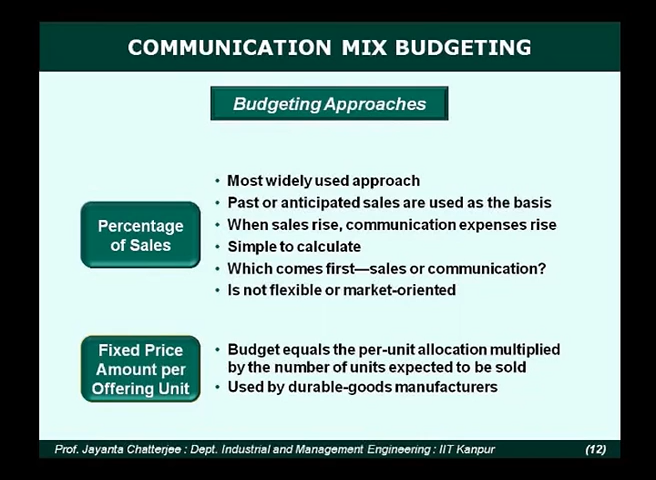 COMMUNICATION MIX BUDGETING
Budgeting Approaches
Percentage
of Sales
• Most widely used approach
• Past or anticipated sales are used as the basis
• When sales rise, communication expenses rise
• Simple to calculate
• Which comes first—sales or communication?
• Is not flexible or market-oriented
Fixed Price
Amount per
Offering Unit
• Budget equals the per-unit allocation multiplied
by the number of units expected to be sold
• Used by durable-goods manufacturers
Prof. Jayanta Chatterjee : Dept. Industrial and Management Engineering : IIT Kanpur (12)